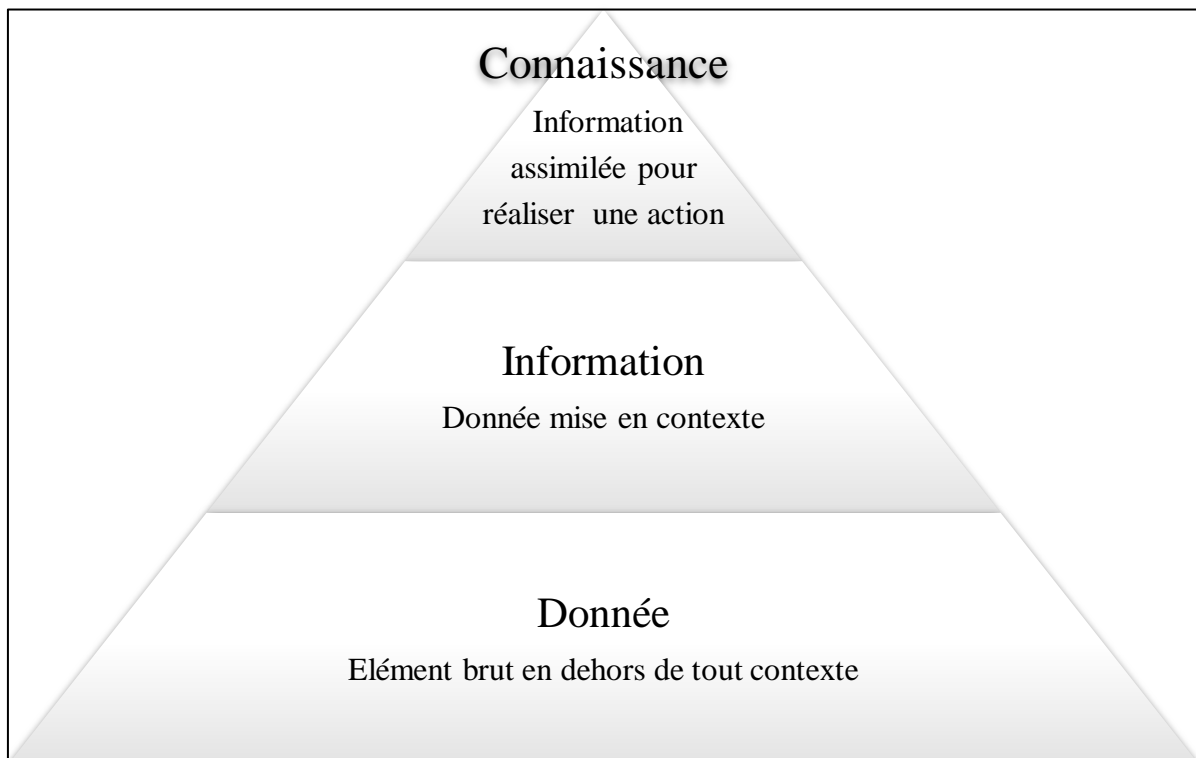 Connaissance
Information
assimilée pour
réaliser une action
Information
Donnée mise en contexte
Donnée
Elément brut en dehors de tout contexte